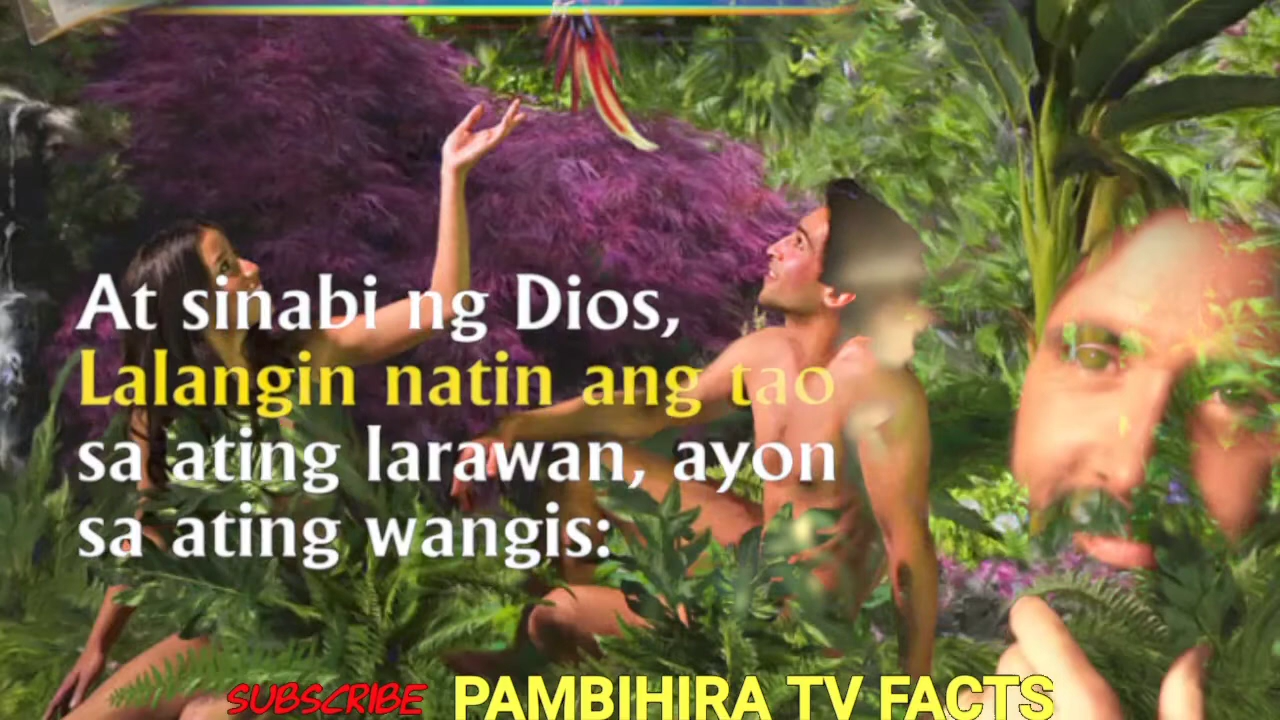 At sinabi ng Dios,
Lalangin natin ang tao
sa ating larawan, ayon
sa ating wangis:
SUBSCRIBE PAMBIHIRA TV FACTS